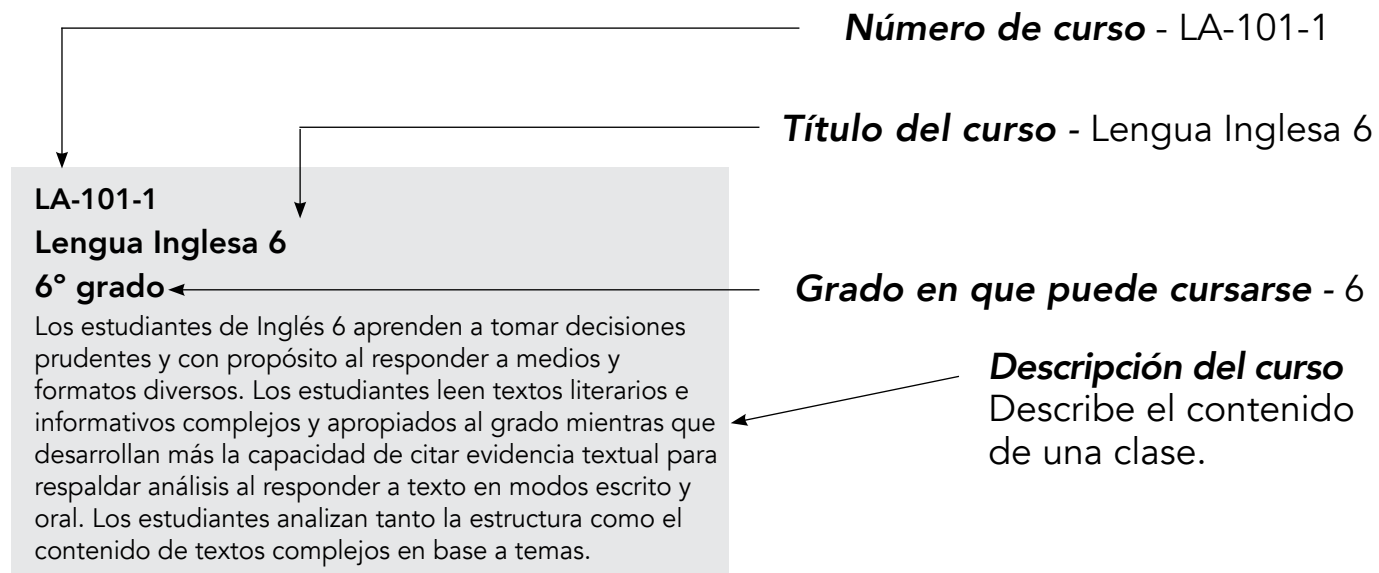 Número de curso - LA-101-1
Título del curso - Lengua Inglesa 6
LA-101-1
Lengua Inglesa 6
6º grado
Grado en que puede cursarse - 6
Los estudiantes de Inglés 6 aprenden a tomar decisiones
prudentes y con propósito al responder a medios y
formatos diversos. Los estudiantes leen textos literarios e
informativos complejos y apropiados al grado mientras que
desarrollan más la capacidad de citar evidencia textual para
respaldar análisis al responder a texto en modos escrito y
oral. Los estudiantes analizan tanto la estructura como el
contenido de textos complejos en base a temas.
Descripción del curso
Describe el contenido
de una clase.